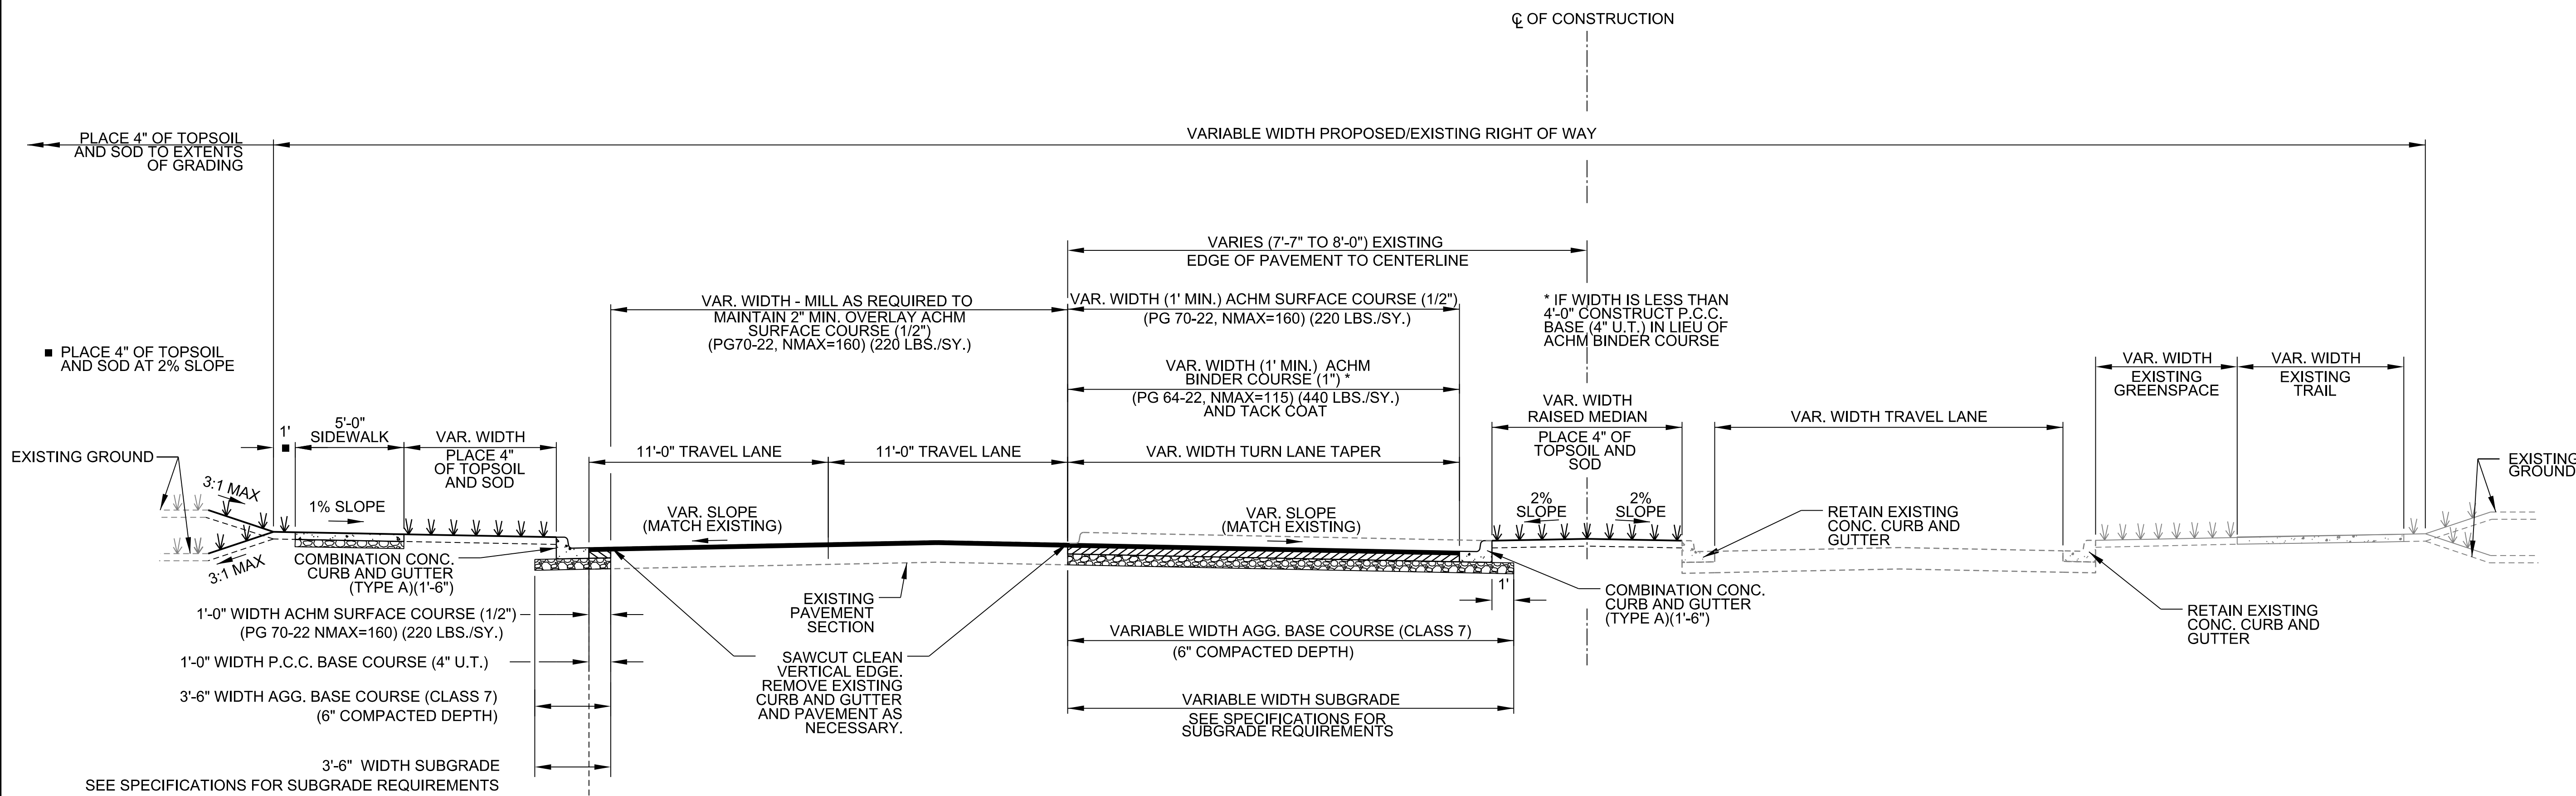 ℄ OF CONSTRUCTION
PLACE 4" OF TOPSOIL
AND SOD TO EXTENTS
OF GRADING
VARIABLE WIDTH PROPOSED/EXISTING RIGHT OF WAY
VARIES (7'-7" TO 8'-0") EXISTING
EDGE OF PAVEMENT TO CENTERLINE
VAR. WIDTH - MILL AS REQUIRED TO
MAINTAIN 2" MIN. OVERLAY ACHM
SURFACE COURSE (1/2")
(PG70-22, NMAX=160) (220 LBS./SY.)
VAR. WIDTH (1' MIN.) ACHM SURFACE COURSE (1/2")
(PG 70-22, NMAX=160) (220 LBS./SY.)
* IF WIDTH IS LESS THAN
4'-0" CONSTRUCT P.C.C.
BASE (4" U.T.) IN LIEU OF
ACHM BINDER COURSE
■ PLACE 4" OF TOPSOIL
AND SOD AT 2% SLOPE
VAR. WIDTH (1' MIN.) ACHM
BINDER COURSE (1") *
(PG 64-22, NMAX=115) (440 LBS./SY.)
AND TACK COAT
VAR. WIDTH
EXISTING
GREENSPACE
VAR. WIDTH
EXISTING
TRAIL
1'
■
5'-0"
SIDEWALK
VAR. WIDTH
PLACE 4"
OF TOPSOIL
AND SOD
11'-0" TRAVEL LANE
11'-0" TRAVEL LANE
VAR. WIDTH TURN LANE TAPER
VAR. WIDTH
RAISED MEDIAN
PLACE 4" OF
TOPSOIL AND
SOD
VAR. WIDTH TRAVEL LANE
EXISTING GROUND
EXISTING
GROUND
3:1 MAX
1% SLOPE
VAR. SLOPE
(MATCH EXISTING)
VAR. SLOPE
(MATCH EXISTING)
2%
SLOPE
2%
SLOPE
RETAIN EXISTING
CONC. CURB AND
GUTTER
3:1 MAX
COMBINATION CONC.
CURB AND GUTTER
(TYPE A)(1'-6")
EXISTING
PAVEMENT
SECTION
1'
COMBINATION CONC.
CURB AND GUTTER
(TYPE A)(1'-6")
RETAIN EXISTING
CONC. CURB AND
GUTTER
1'-0" WIDTH ACHM SURFACE COURSE (1/2")
(PG 70-22 NMAX=160) (220 LBS./SY.)
1'-0" WIDTH P.C.C. BASE COURSE (4" U.T.)
SAWCUT CLEAN
VERTICAL EDGE.
REMOVE EXISTING
CURB AND GUTTER
AND PAVEMENT AS
NECESSARY.
VARIABLE WIDTH AGG. BASE COURSE (CLASS 7)
(6" COMPACTED DEPTH)
3'-6" WIDTH AGG. BASE COURSE (CLASS 7)
(6" COMPACTED DEPTH)
VARIABLE WIDTH SUBGRADE
SEE SPECIFICATIONS FOR
SUBGRADE REQUIREMENTS
3'-6" WIDTH SUBGRADE
SEE SPECIFICATIONS FOR SUBGRADE REQUIREMENTS